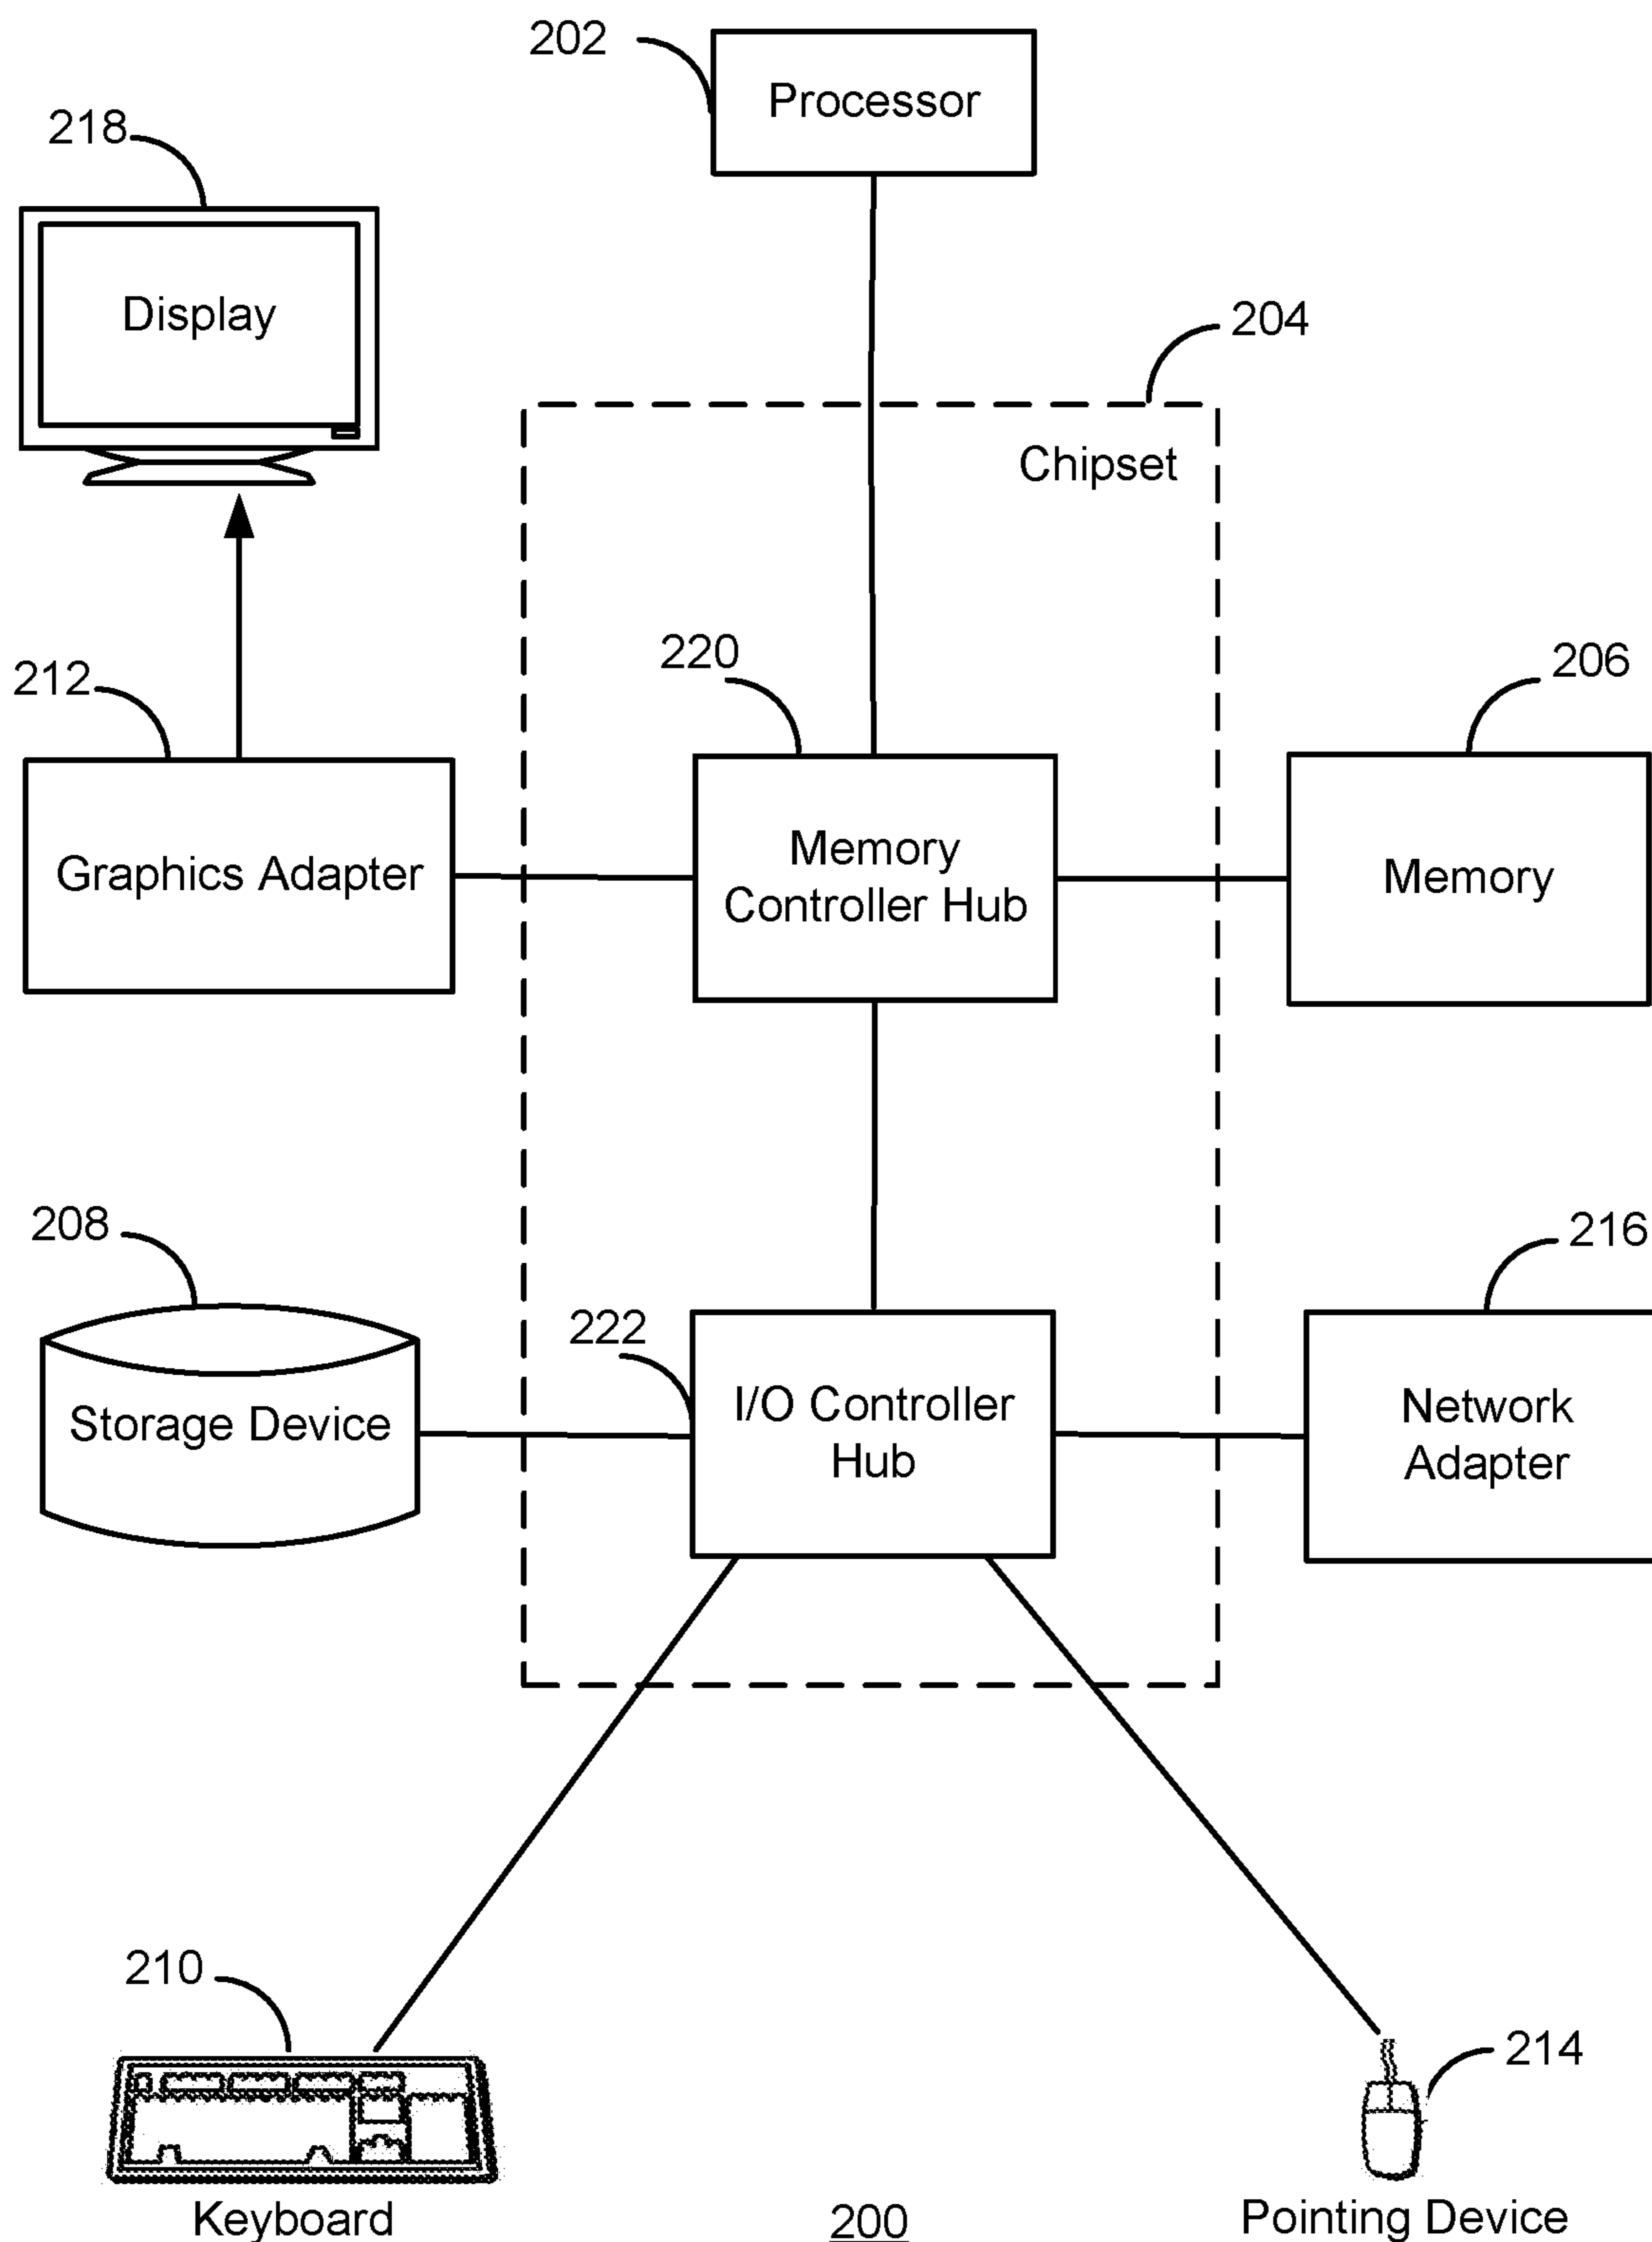 202
Processor
218
Display
204
Chipset
220
212
206
Memory
Controller Hub
Graphics Adapter
Memory
208
216
222
I/O Controller
Hub
Storage Device
Network
Adapter
210
214
Keyboard
200
Pointing Device